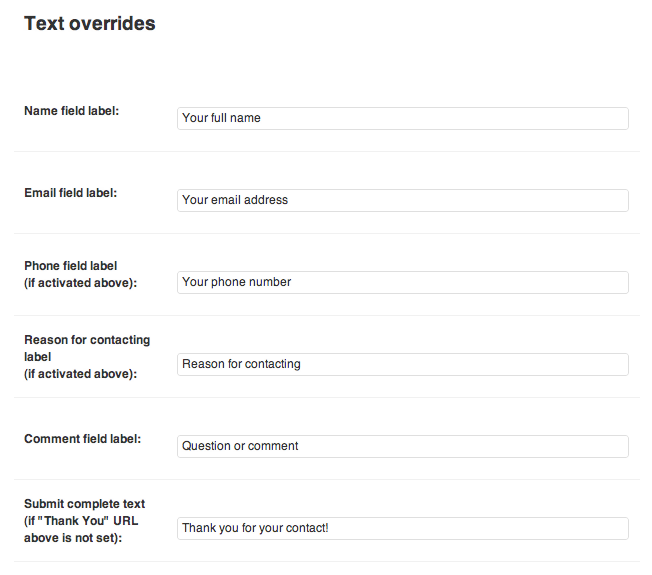 Text overrides
Name field label:
Your full name
Email field label:
Your email address
Phone field label
(if activated above):
Your phone number
Reason for contacting
label
(if activated above):
Reason for contacting
Comment field label:
Question or comment
Submit complete text
(if "Thank You" URL
above is not set):
Thank you for your contact!